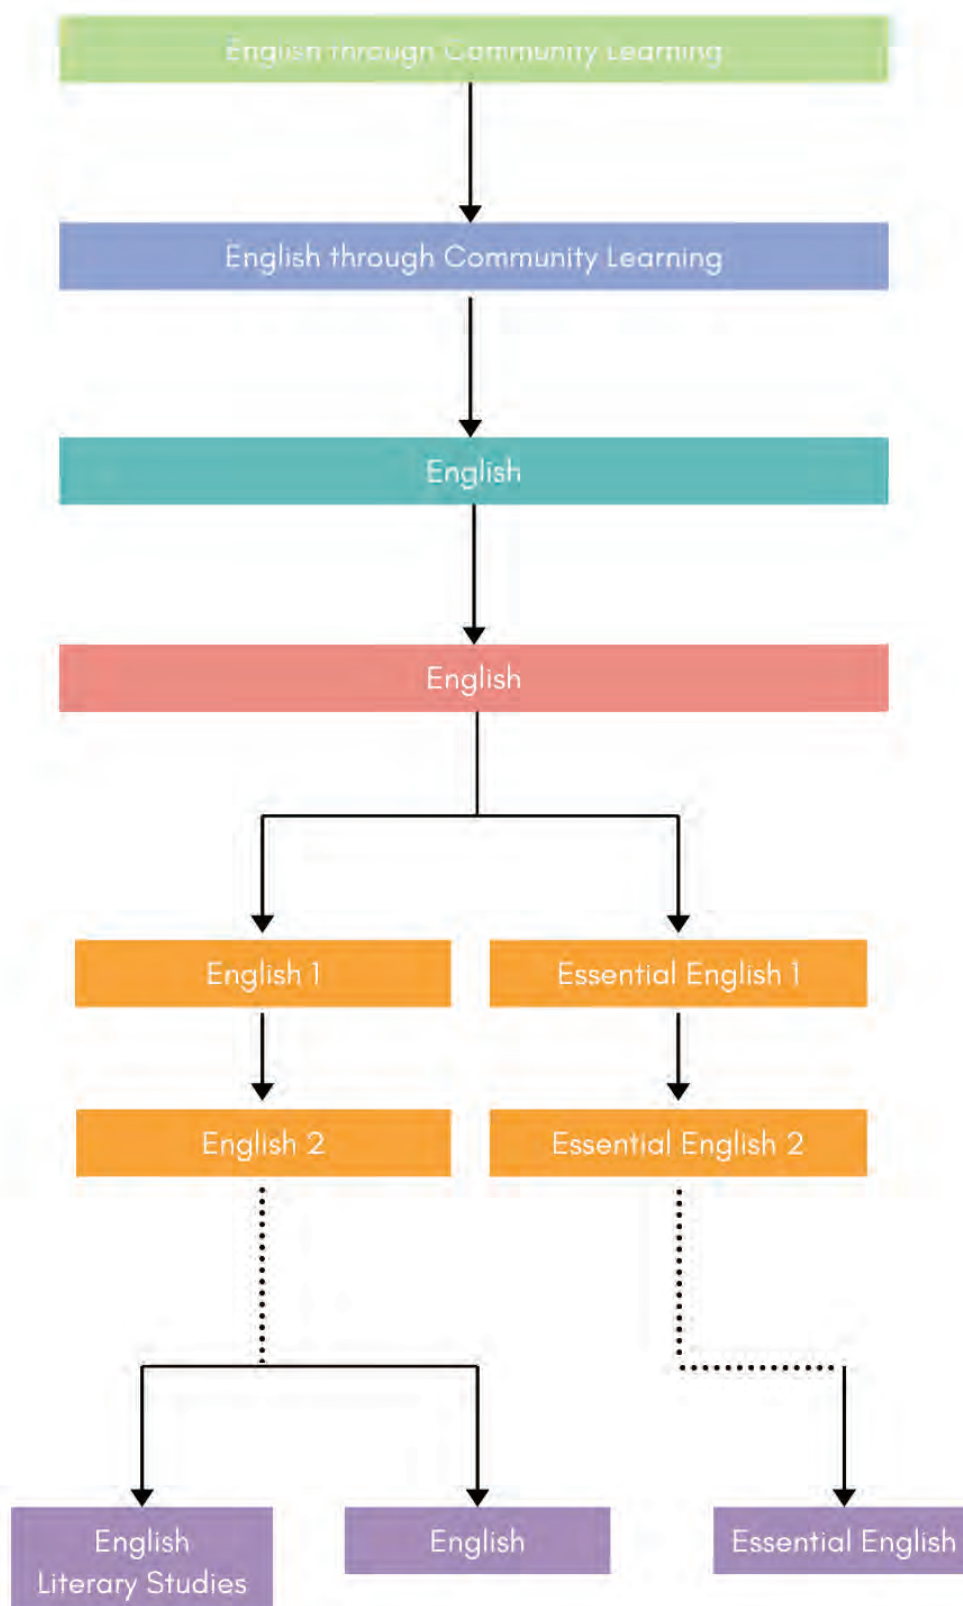 English through Community Learning
English through Community Learning
English
English
English 1
Essential English 1
English 2
Essential English 2
English
Literary Studies
English
Essential English